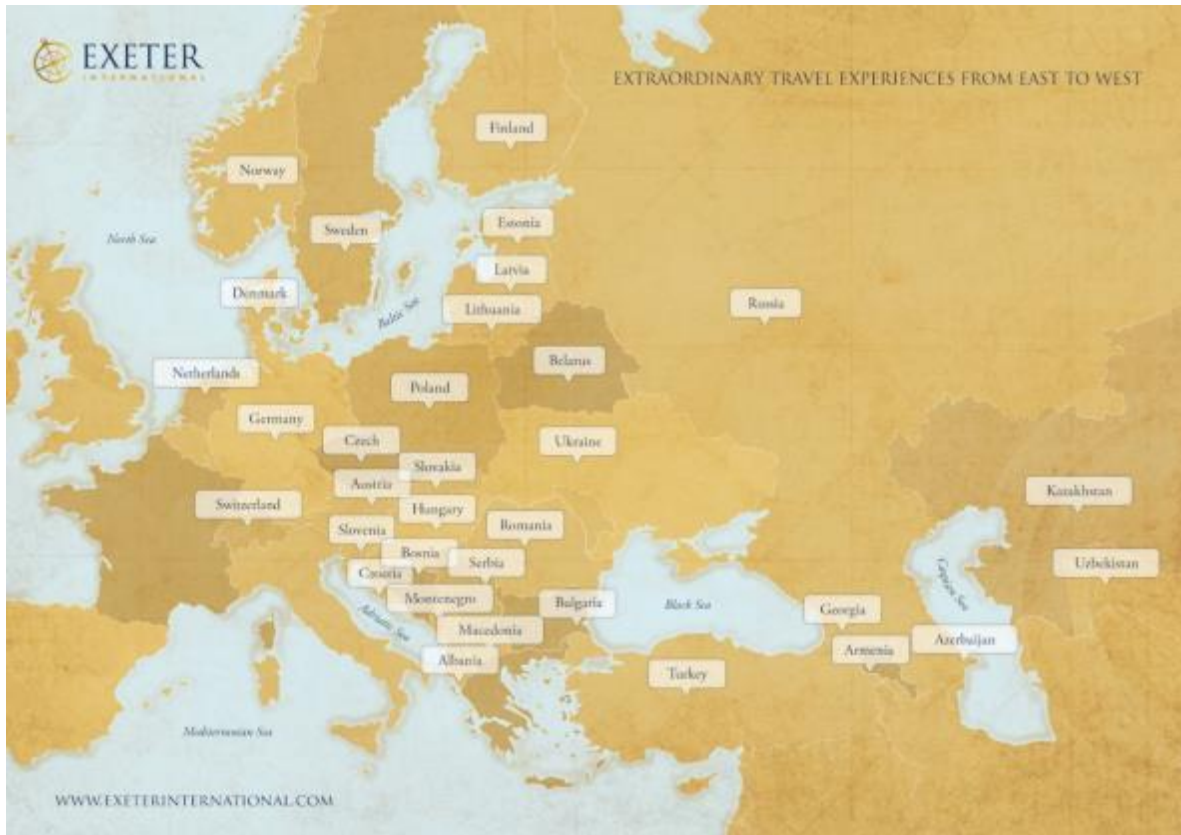 EXETER
INTERNATIONAL
EXTRAORDINARY TRAVEL EXPERIENCES FROM EAST TO WEST
Finland
Norway
Estonia
Sweden
North Sea
Latvia
Denmark
Russia
Lithuania
Baltic Sea
Belarus
Netherlands
Poland
Germany
Czech
Ukraine
Slovakia
Austria
Kazakhstan
Switzerland
Hungary
Romania
Slovenia
Bosnia
Serbia
Uzbekistan
Croatia
Caspian Sea
Montenegro
Bulgaria
Black Sea
Georgia
Adriatic Sea
Macedonia
Azerbaijan
Armenia
Albania
Turkey
Mediterranean Sea
WWW.EXETERINTERNATIONAL.COM